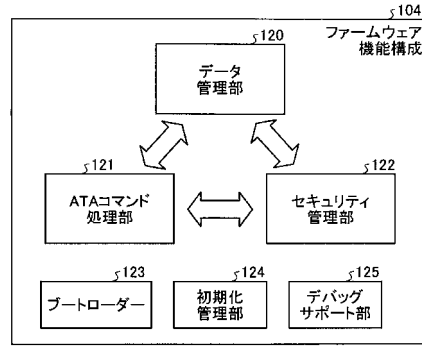 104
ファームウェア
機能構成
120
データ
管理部
121
ATAコマンド
処理部
122
セキュリティ
管理部
123
ブートローダー
124
初期化
管理部
125
デバッグ
サポート部